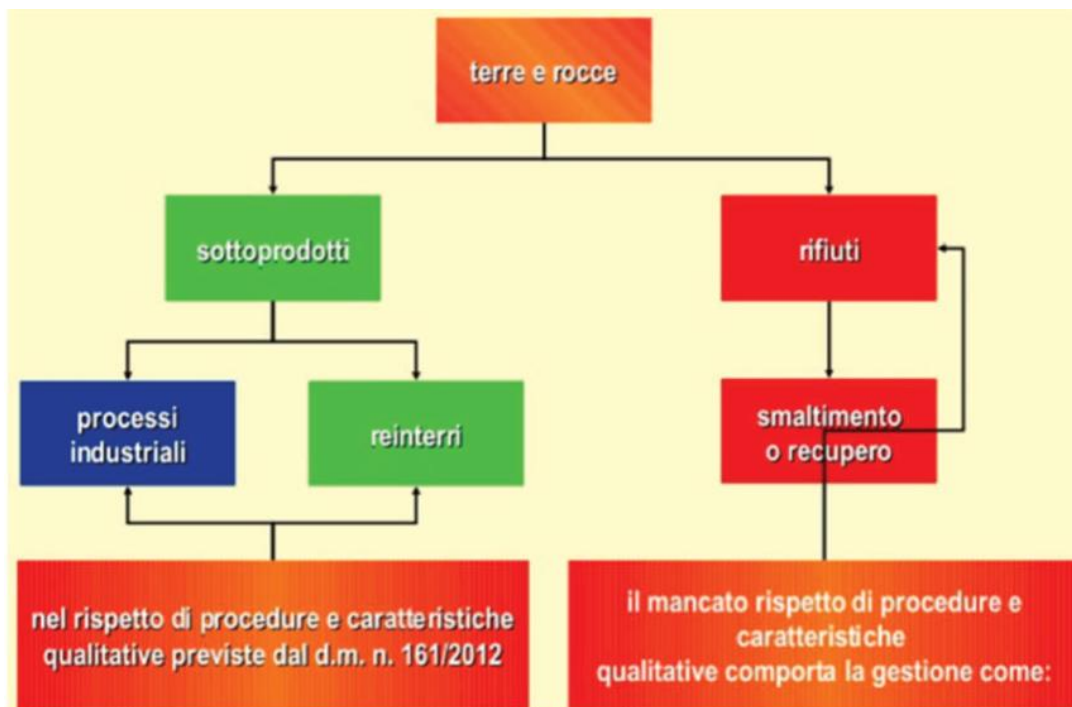 terre e rocce
sottoprodotti
rifiuti
processi
industriali
reinterri
smaltimento
o recupero
nel rispetto di procedure e caratteristiche
qualitative previste dal d.m. n. 161/2012
il mancato rispetto di procedure e
caratteristiche
qualitative comporta la gestione come: